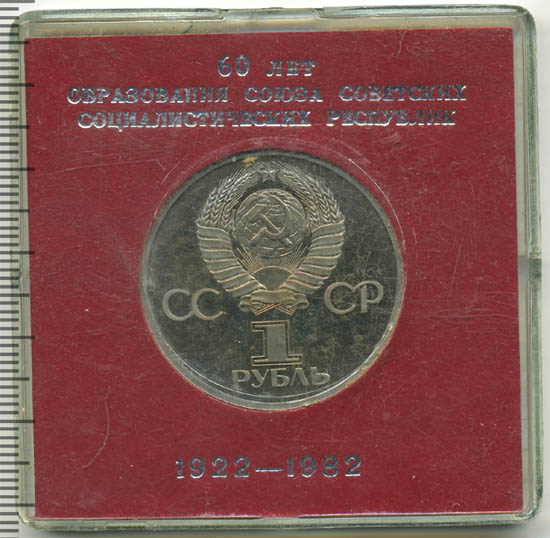 60 ЛЕТ
ОБРАЗОВАНИЯ СОЮЗА СОВЕТСКИХ
СОЦИАЛИСТИЧЕСКИХ РЕСПУБЛИК
СС СР
1
РУБЛЬ
1922—1982